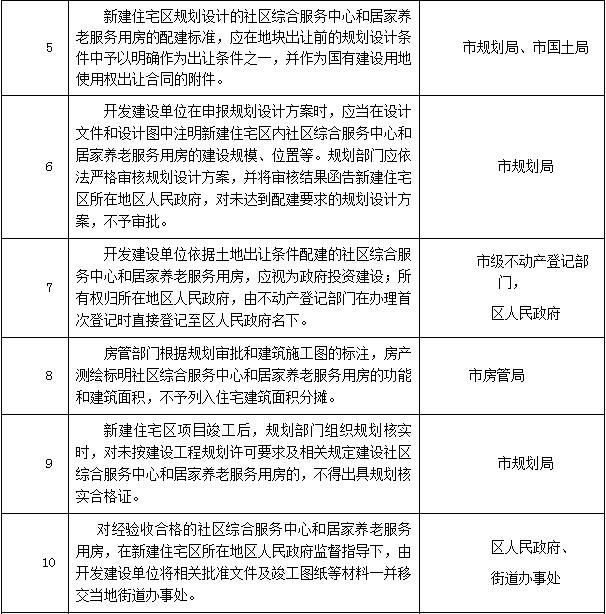 5
新建住宅区规划设计的社区综合服务中心和居家养
老服务用房的配建标准，应在地块出让前的规划设计条
件中予以明确作为出让条件之一，并作为国有建设用地
使用权出让合同的附件。
市规划局、市国土局
6
开发建设单位在申报规划设计方案时，应当在设计
文件和设计图中注明新建住宅区内社区综合服务中心和
居家养老服务用房的建设规模、位置等。规划部门应依
法严格审核规划设计方案，并将审核结果函告新建住宅
区所在地区人民政府，对未达到配建要求的规划设计方
案，不予审批。
市规划局
7
开发建设单位依据土地出让条件配建的社区综合服
务中心和居家养老服务用房，应视为政府投资建设；所
有权归所在地区人民政府，由不动产登记部门在办理首
次登记时直接登记至区人民政府名下。
市级不动产登记部
门，
区人民政府
8
房管部门根据规划审批和建筑施工图的标注，房产
测绘标明社区综合服务中心和居家养老服务用房的功能
和建筑面积，不予列入住宅建筑面积分摊。
市房管局
9
新建住宅区项目竣工后，规划部门组织规划核实
时，对未按建设工程规划许可要求及相关规定建设社区
综合服务中心和居家养老服务用房的，不得出具规划核
实合格证。
市规划局
10
对经验收合格的社区综合服务中心和居家养老服务
用房，在新建住宅区所在地区人民政府监督指导下，由
开发建设单位将相关批准文件及竣工图纸等材料一并移
交当地街道办事处。
区人民政府、
街道办事处